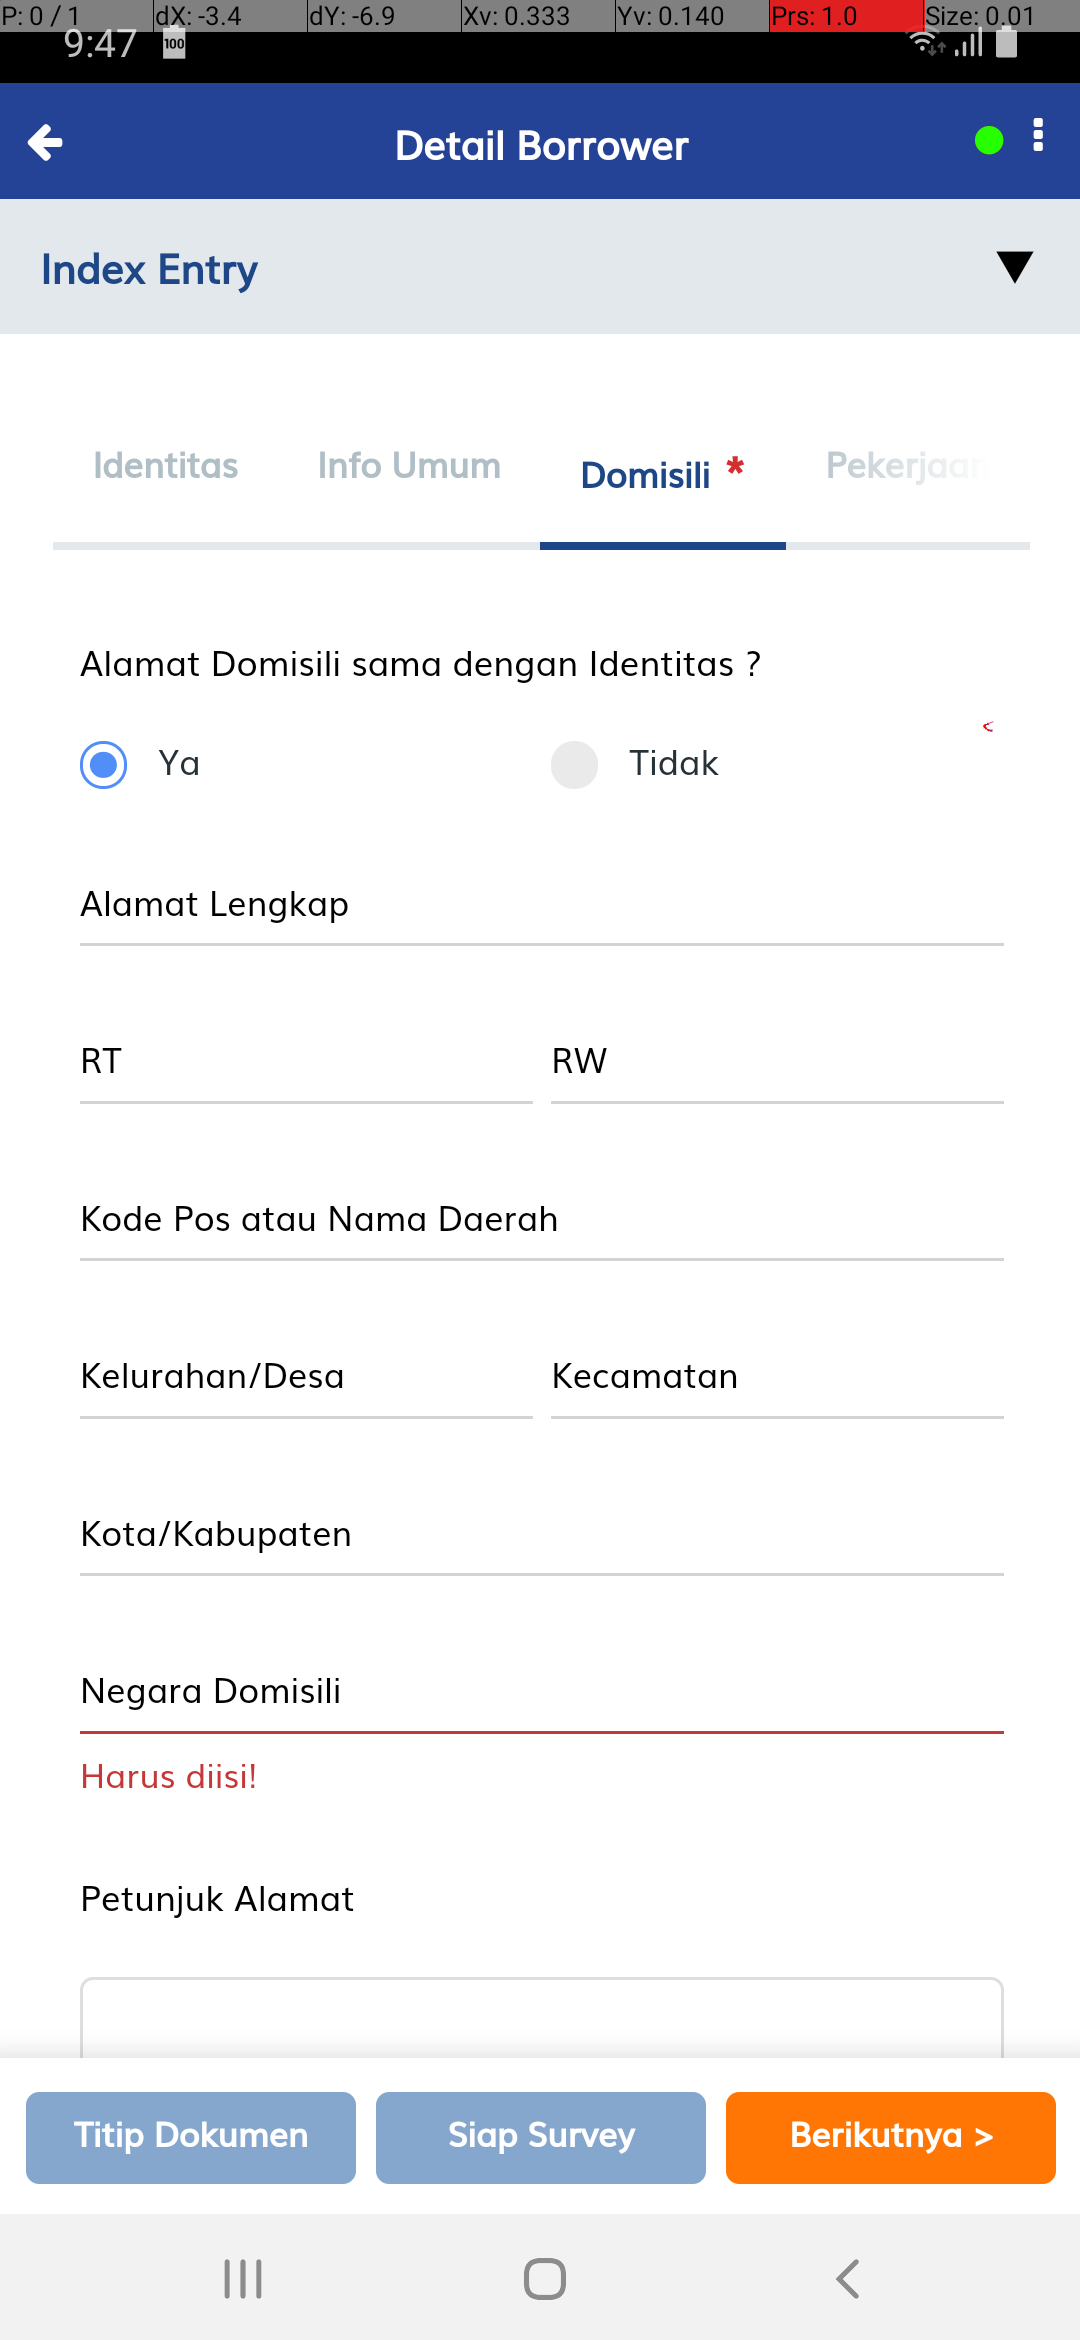 P: 0 / 1 dX: -3.4 dY: -6.9 Xv: 0.333 Yv: 0.140 Prs: 1.0 Size: 0.01
9:47 100
Detail Borrower
Index Entry
Identitas Info Umum Domisili * Pekerjaan
Alamat Domisili sama dengan Identitas ?
Ya Tidak
Alamat Lengkap
RT RW
Kode Pos atau Nama Daerah
Kelurahan/Desa Kecamatan
Kota/Kabupaten
Negara Domisili
Harus diisi!
Petunjuk Alamat
Titip Dokumen Siap Survey Berikutnya >